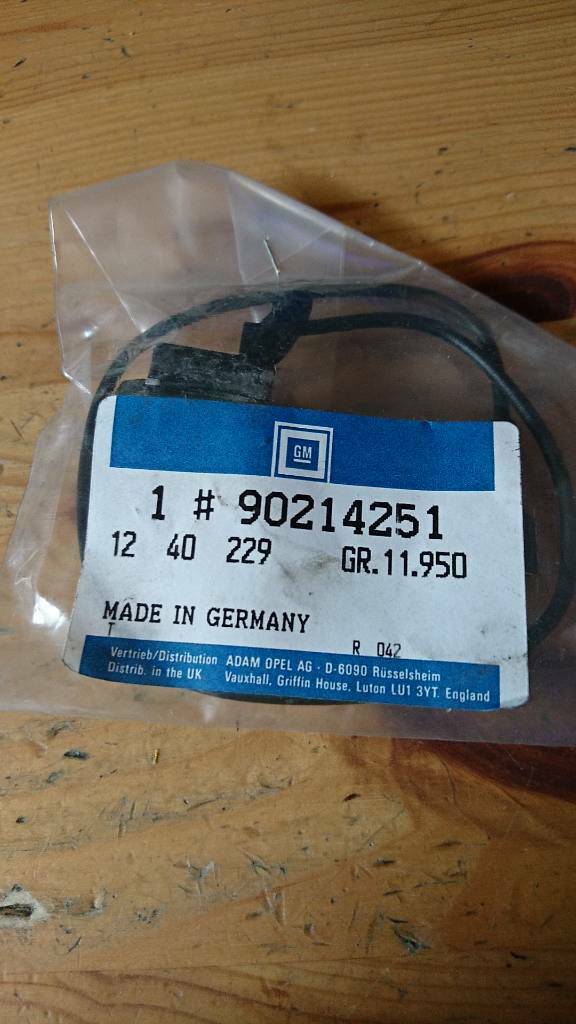 GM
1 # 90214251
12 40 229 GR.11.950
MADE IN GERMANY
T R 042
Vertrieb/Distribution ADAM OPEL AG · D-6090 Rüsselsheim
Distrib. in the UK Vauxhall, Griffin House, Luton LU1 3YT, England